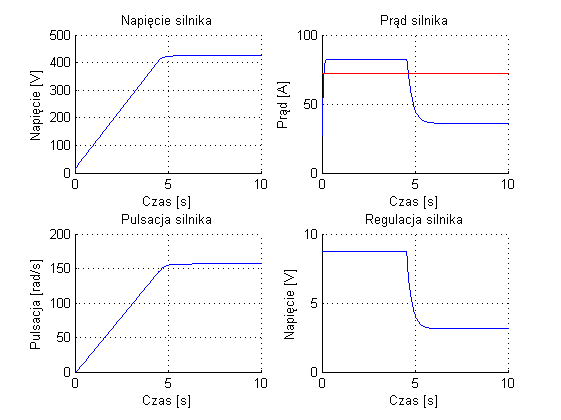 Napięcie silnika
500
400
300
200
100
0
Napięcie [V]
0 5 10
Czas [s]
Prąd silnika
100
50
0
Prąd [A]
0 5 10
Czas [s]
Pulsacja silnika
200
150
100
50
0
Pulsacja [rad/s]
0 5 10
Czas [s]
Regulacja silnika
10
5
0
Napięcie [V]
0 5 10
Czas [s]